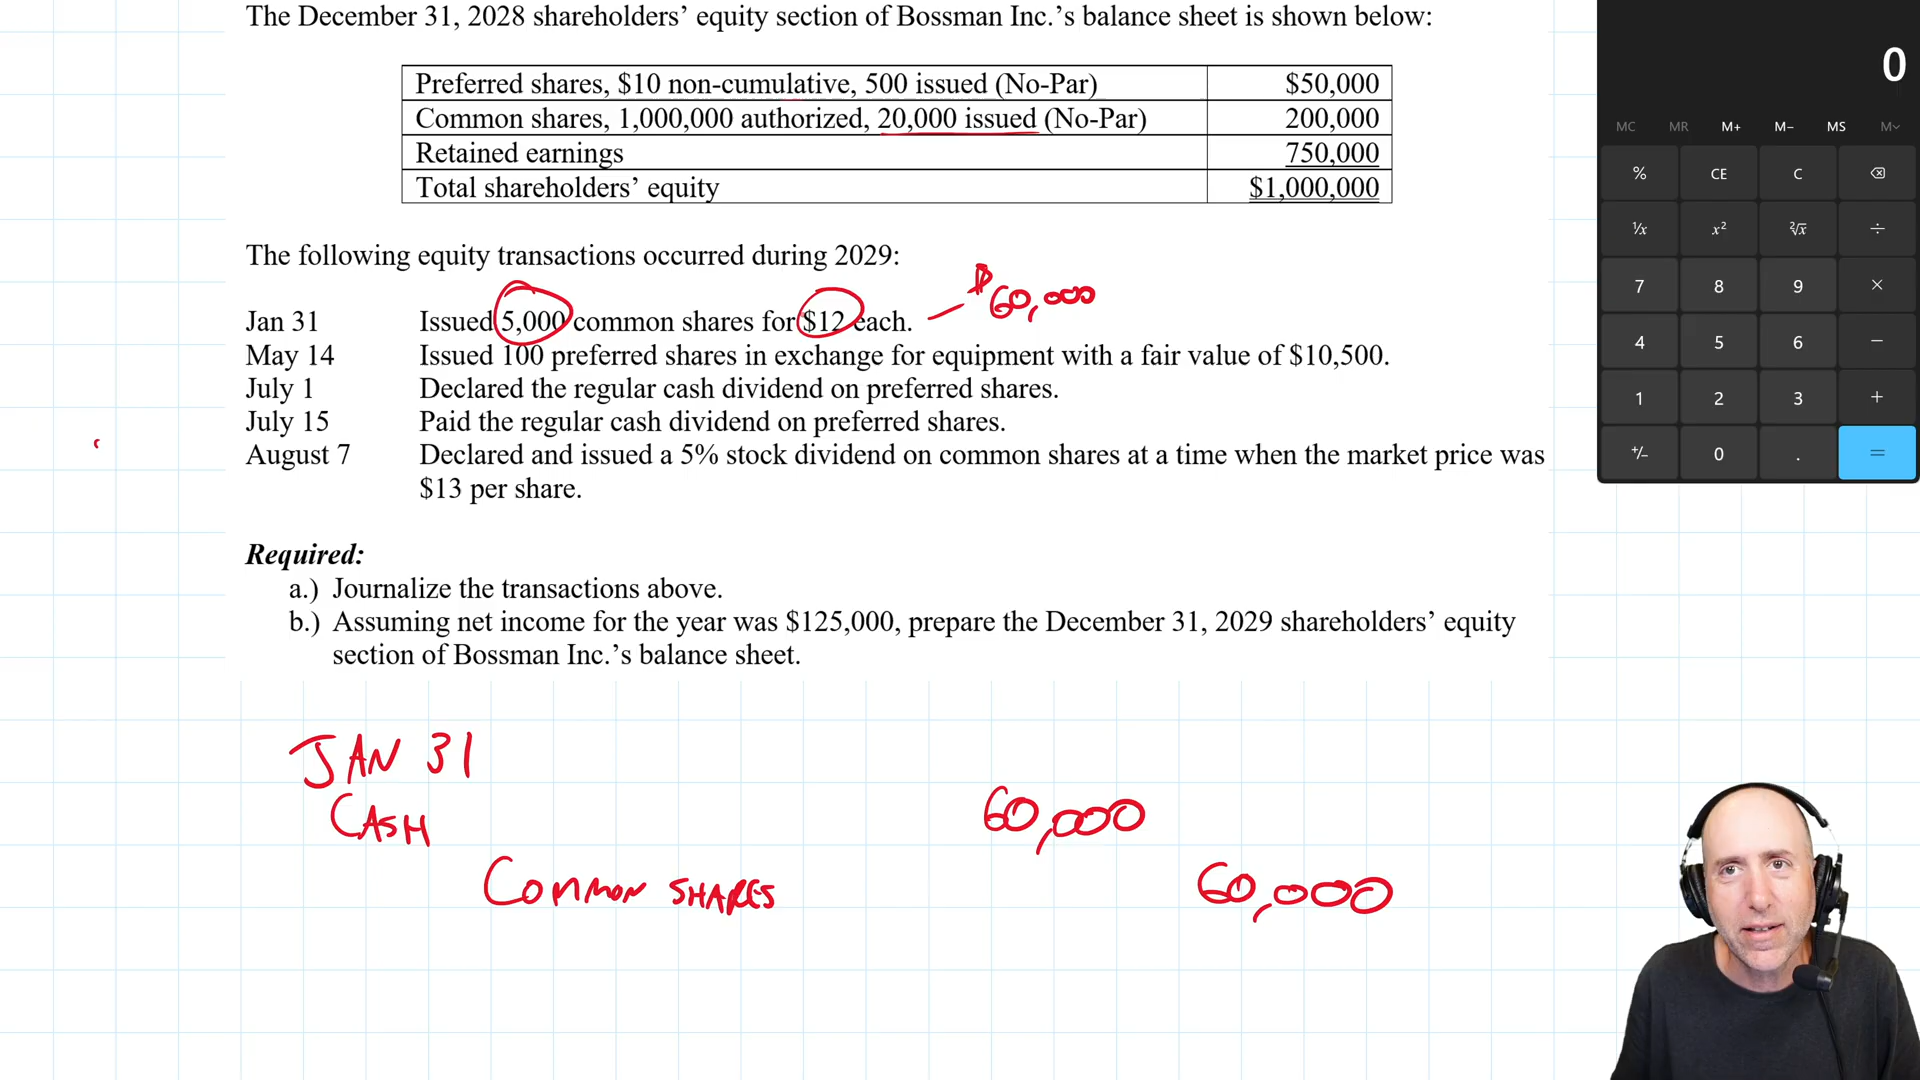 The December 31, 2028 shareholders’ equity section of Bossman Inc.’s balance sheet is shown below:
Preferred shares, $10 non-cumulative, 500 issued (No-Par) $50,000
Common shares, 1,000,000 authorized, 20,000 issued (No-Par) 200,000
Retained earnings 750,000
Total shareholders’ equity $1,000,000
The following equity transactions occurred during 2029:
$60,000
Jan 31 Issued 5,000 common shares for $12 each.
May 14 Issued 100 preferred shares in exchange for equipment with a fair value of $10,500.
July 1 Declared the regular cash dividend on preferred shares.
July 15 Paid the regular cash dividend on preferred shares.
August 7 Declared and issued a 5% stock dividend on common shares at a time when the market price was
$13 per share.
Required:
a.) Journalize the transactions above.
b.) Assuming net income for the year was $125,000, prepare the December 31, 2029 shareholders’ equity
section of Bossman Inc.’s balance sheet.
JAN 31
CASH 60,000
COMMON SHARES 60,000
0
MC MR M+ M− MS M˅
% CE C ⌫
¹/x x² ²√x ÷
7 8 9 ×
4 5 6 −
1 2 3 +
+/− 0 . =